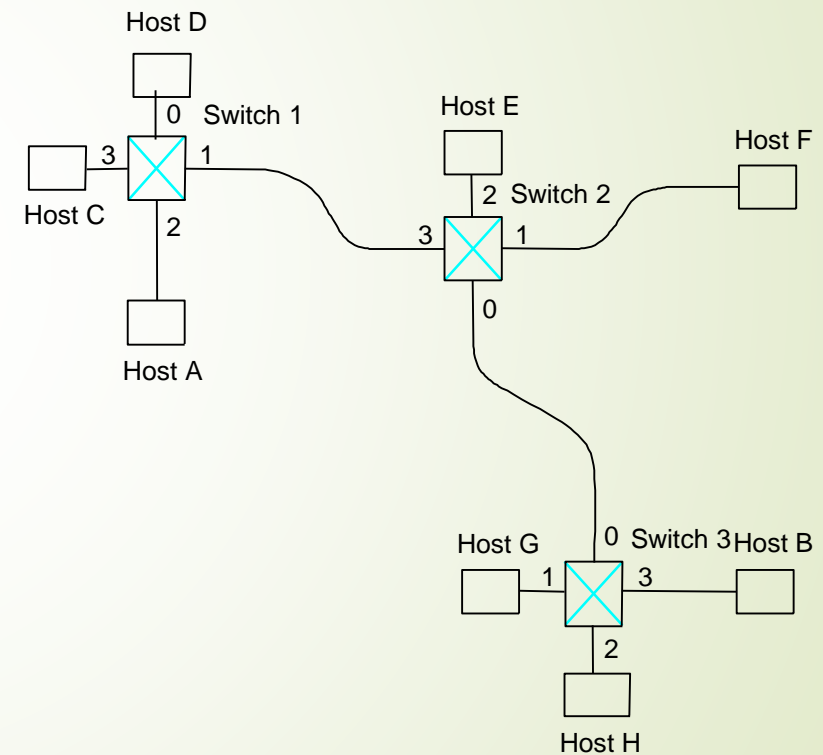 Host D
0 Switch 1
3
1
Host C
2
Host A
Host E
2 Switch 2
3
1
0
Host F
Host G
0 Switch 3
Host B
1
3
2
Host H